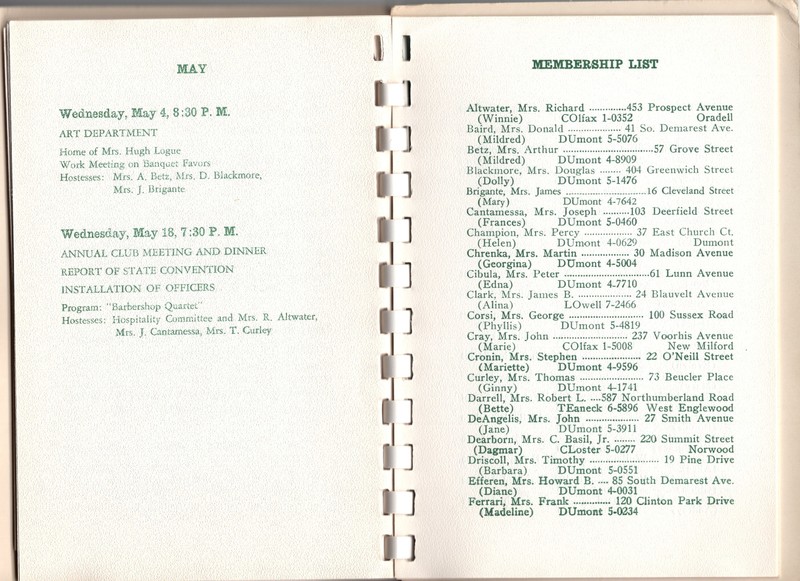 MAY
Wednesday, May 4, 8:30 P. M.
ART DEPARTMENT
Home of Mrs. Hugh Logue
Work Meeting on Banquet Favors
Hostesses: Mrs. A. Betz, Mrs. D. Blackmore,
Mrs. J. Brigante
Wednesday, May 18, 7:30 P. M.
ANNUAL CLUB MEETING AND DINNER
REPORT OF STATE CONVENTION
INSTALLATION OF OFFICERS
Program: "Barbershop Quartet"
Hostesses: Hospitality Committee and Mrs. R. Altwater,
Mrs. J. Cantamessa, Mrs. T. Curley
MEMBERSHIP LIST
Altwater, Mrs. Richard .............453 Prospect Avenue
(Winnie) COlfax 1-0352 Oradell
Baird, Mrs. Donald .................... 41 So. Demarest Ave.
(Mildred) DUmont 5-5076
Betz, Mrs. Arthur ..................................57 Grove Street
(Mildred) DUmont 4-8909
Blackmore, Mrs. Douglas ........ 404 Greenwich Street
(Dolly) DUmont 5-1476
Brigante, Mrs. James ................................16 Cleveland Street
(Mary) DUmont 4-7642
Cantamessa, Mrs. Joseph .........103 Deerfield Street
(Frances) DUmont 5-0460
Champion, Mrs. Percy ............... 37 East Church Ct.
(Helen) DUmont 4-0629 Dumont
Chrenka, Mrs. Martin ................. 30 Madison Avenue
(Georgina) DUmont 4-5004
Cibula, Mrs. Peter ................................61 Lunn Avenue
(Edna) DUmont 4-7710
Clark, Mrs. James B. .................... 24 Blauvelt Avenue
(Alina) LOwell 7-2466
Corsi, Mrs. George ........................ 100 Sussex Road
(Phyllis) DUmont 5-4819
Cray, Mrs. John .......................... 237 Voorhis Avenue
(Marie) COlfax 1-5008 New Milford
Cronin, Mrs. Stephen ...................... 22 O'Neill Street
(Mariette) DUmont 4-9596
Curley, Mrs. Thomas ........................ 73 Beucler Place
(Ginny) DUmont 4-1741
Darrell, Mrs. Robert L. ....587 Northumberland Road
(Bette) TEaneck 6-5896 West Englewood
DeAngelis, Mrs. John ...................... 27 Smith Avenue
(Jane) DUmont 5-3911
Dearborn, Mrs. C. Basil, Jr. ........ 220 Summit Street
(Dagmar) CLoster 5-0277 Norwood
Driscoll, Mrs. Timothy .......................... 19 Pine Drive
(Barbara) DUmont 5-0551
Efferen, Mrs. Howard B. .... 85 South Demarest Ave.
(Diane) DUmont 4-0031
Ferrari, Mrs. Frank .............. 120 Clinton Park Drive
(Madeline) DUmont 5-0234